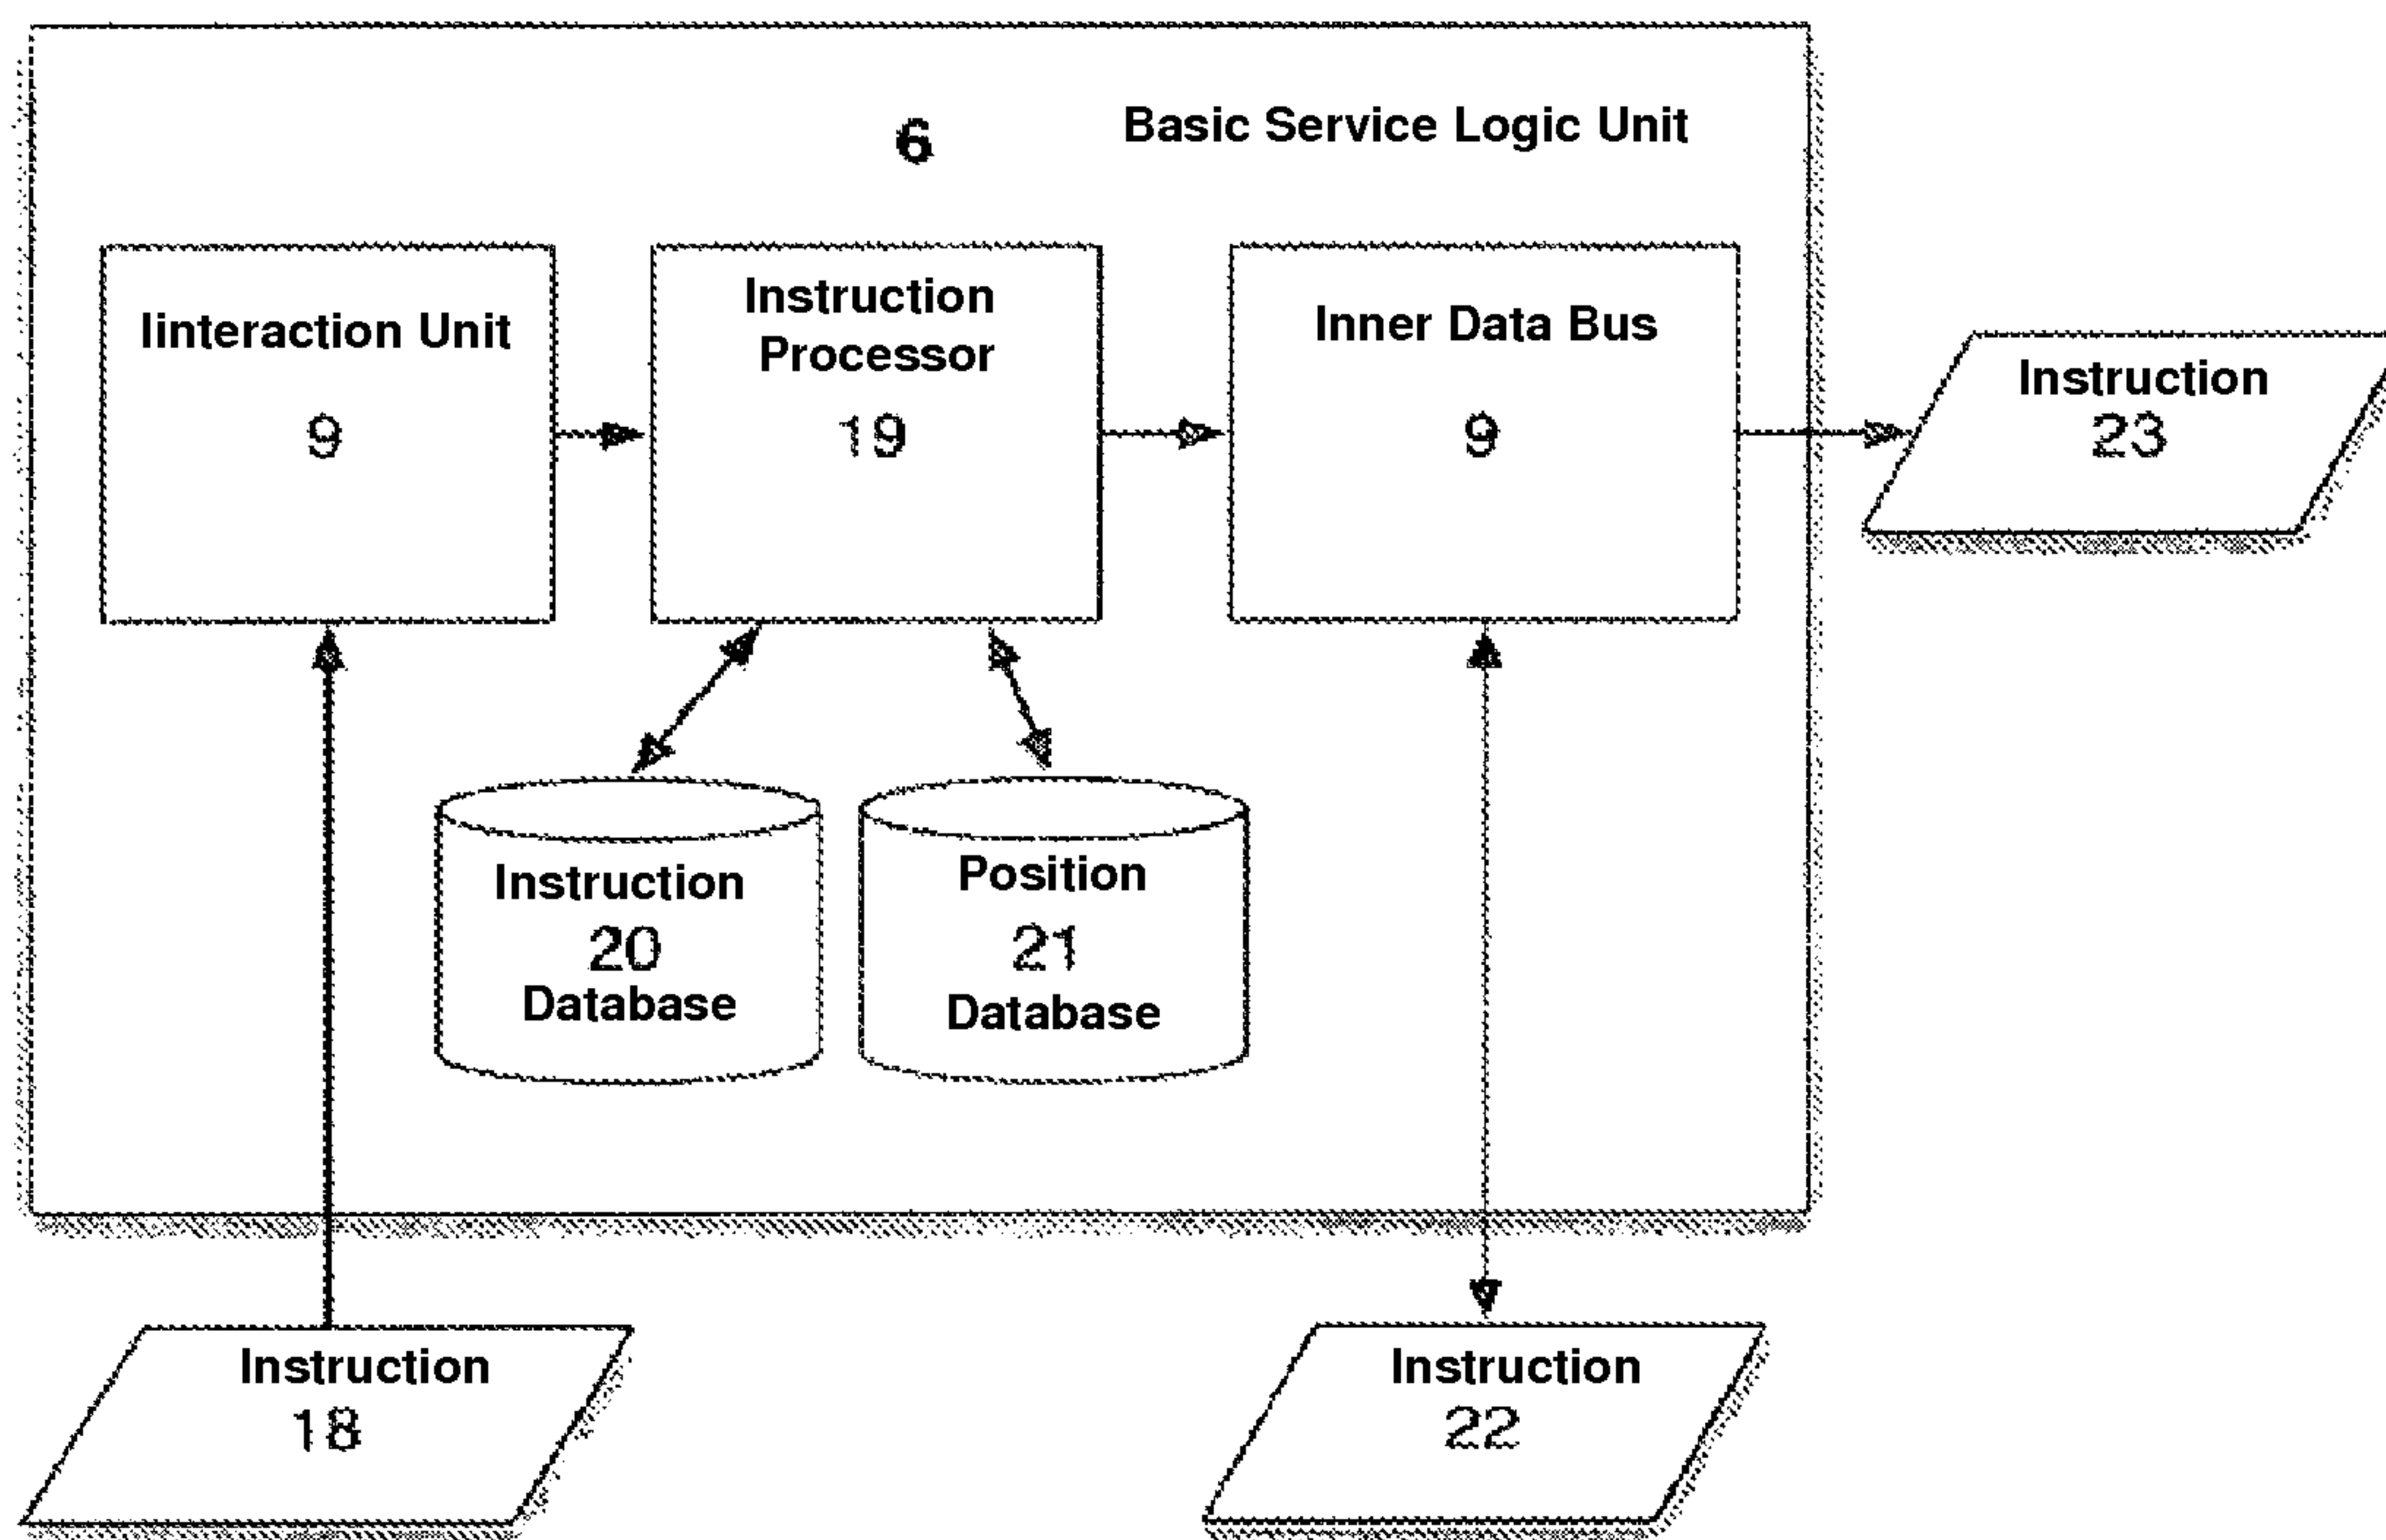 6
Basic Service Logic Unit
Iinteraction Unit
9
Instruction
Processor
19
Inner Data Bus
9
Instruction
23
Instruction
20
Database
Position
21
Database
Instruction
18
Instruction
22